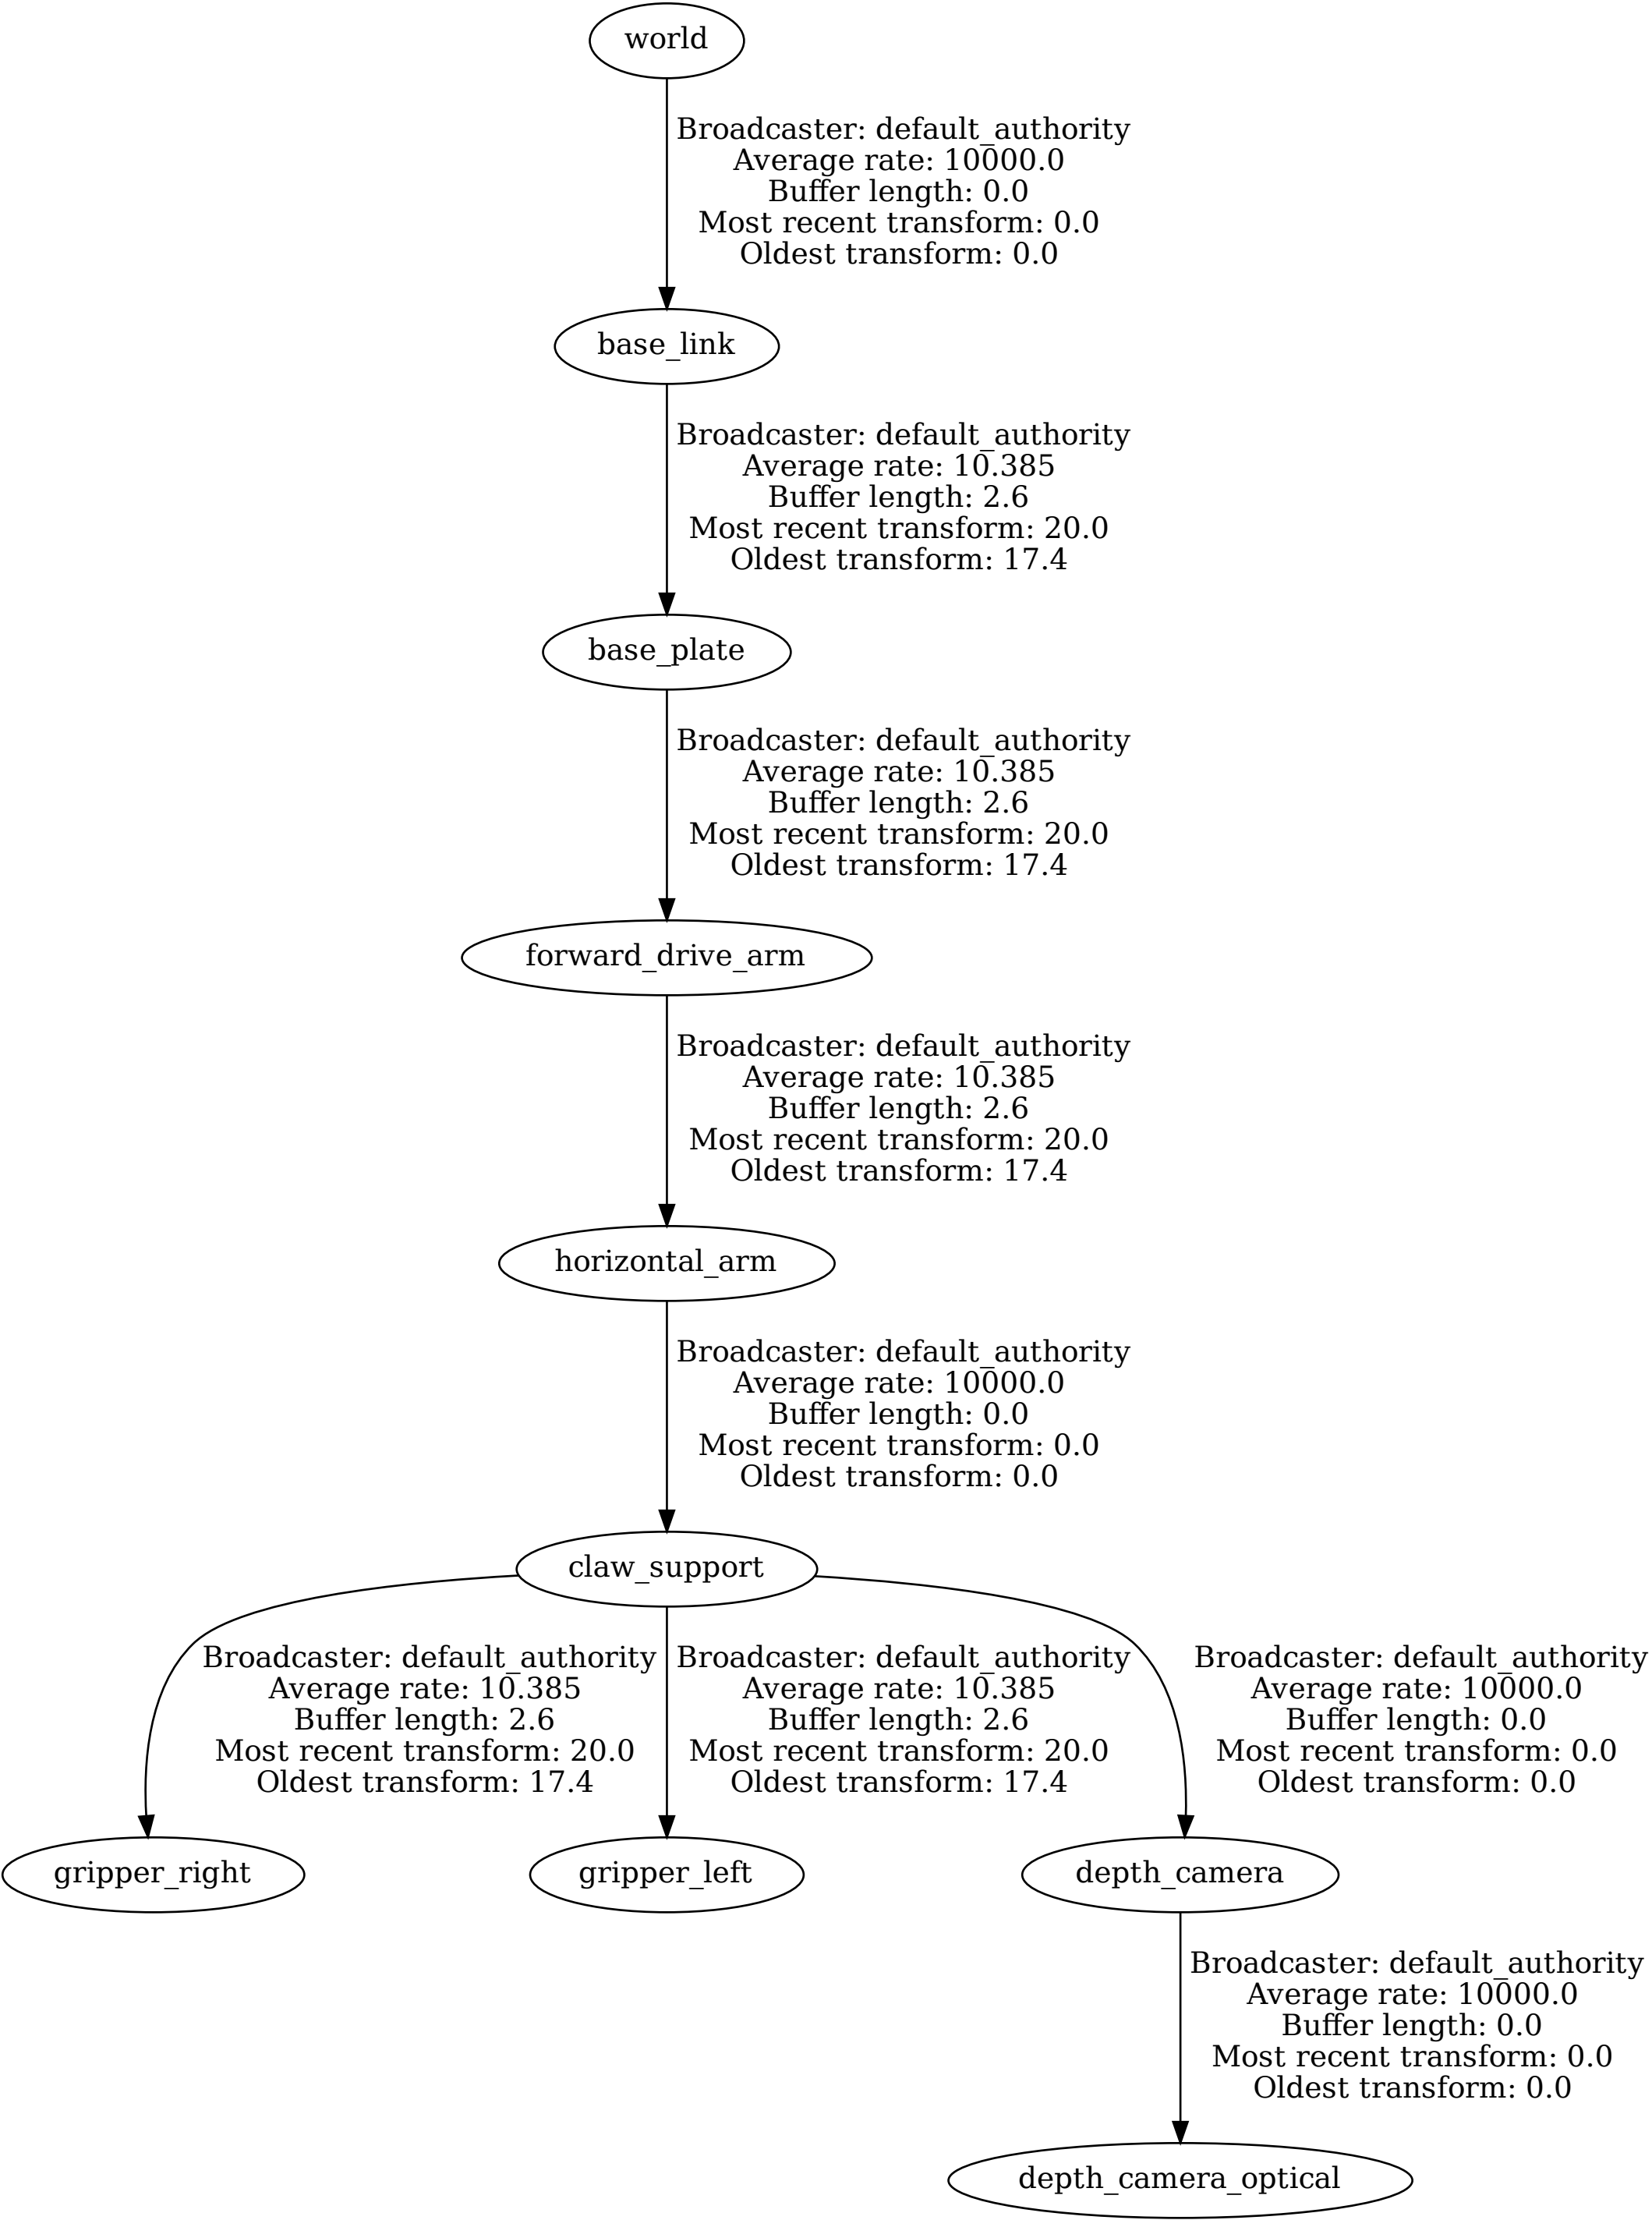 world
Broadcaster: default_authority
Average rate: 10000.0
Buffer length: 0.0
Most recent transform: 0.0
Oldest transform: 0.0
base_link
Broadcaster: default_authority
Average rate: 10.385
Buffer length: 2.6
Most recent transform: 20.0
Oldest transform: 17.4
base_plate
Broadcaster: default_authority
Average rate: 10.385
Buffer length: 2.6
Most recent transform: 20.0
Oldest transform: 17.4
forward_drive_arm
Broadcaster: default_authority
Average rate: 10.385
Buffer length: 2.6
Most recent transform: 20.0
Oldest transform: 17.4
horizontal_arm
Broadcaster: default_authority
Average rate: 10000.0
Buffer length: 0.0
Most recent transform: 0.0
Oldest transform: 0.0
claw_support
Broadcaster: default_authority
Average rate: 10.385
Buffer length: 2.6
Most recent transform: 20.0
Oldest transform: 17.4
Broadcaster: default_authority
Average rate: 10.385
Buffer length: 2.6
Most recent transform: 20.0
Oldest transform: 17.4
Broadcaster: default_authority
Average rate: 10000.0
Buffer length: 0.0
Most recent transform: 0.0
Oldest transform: 0.0
gripper_right
gripper_left
depth_camera
Broadcaster: default_authority
Average rate: 10000.0
Buffer length: 0.0
Most recent transform: 0.0
Oldest transform: 0.0
depth_camera_optical